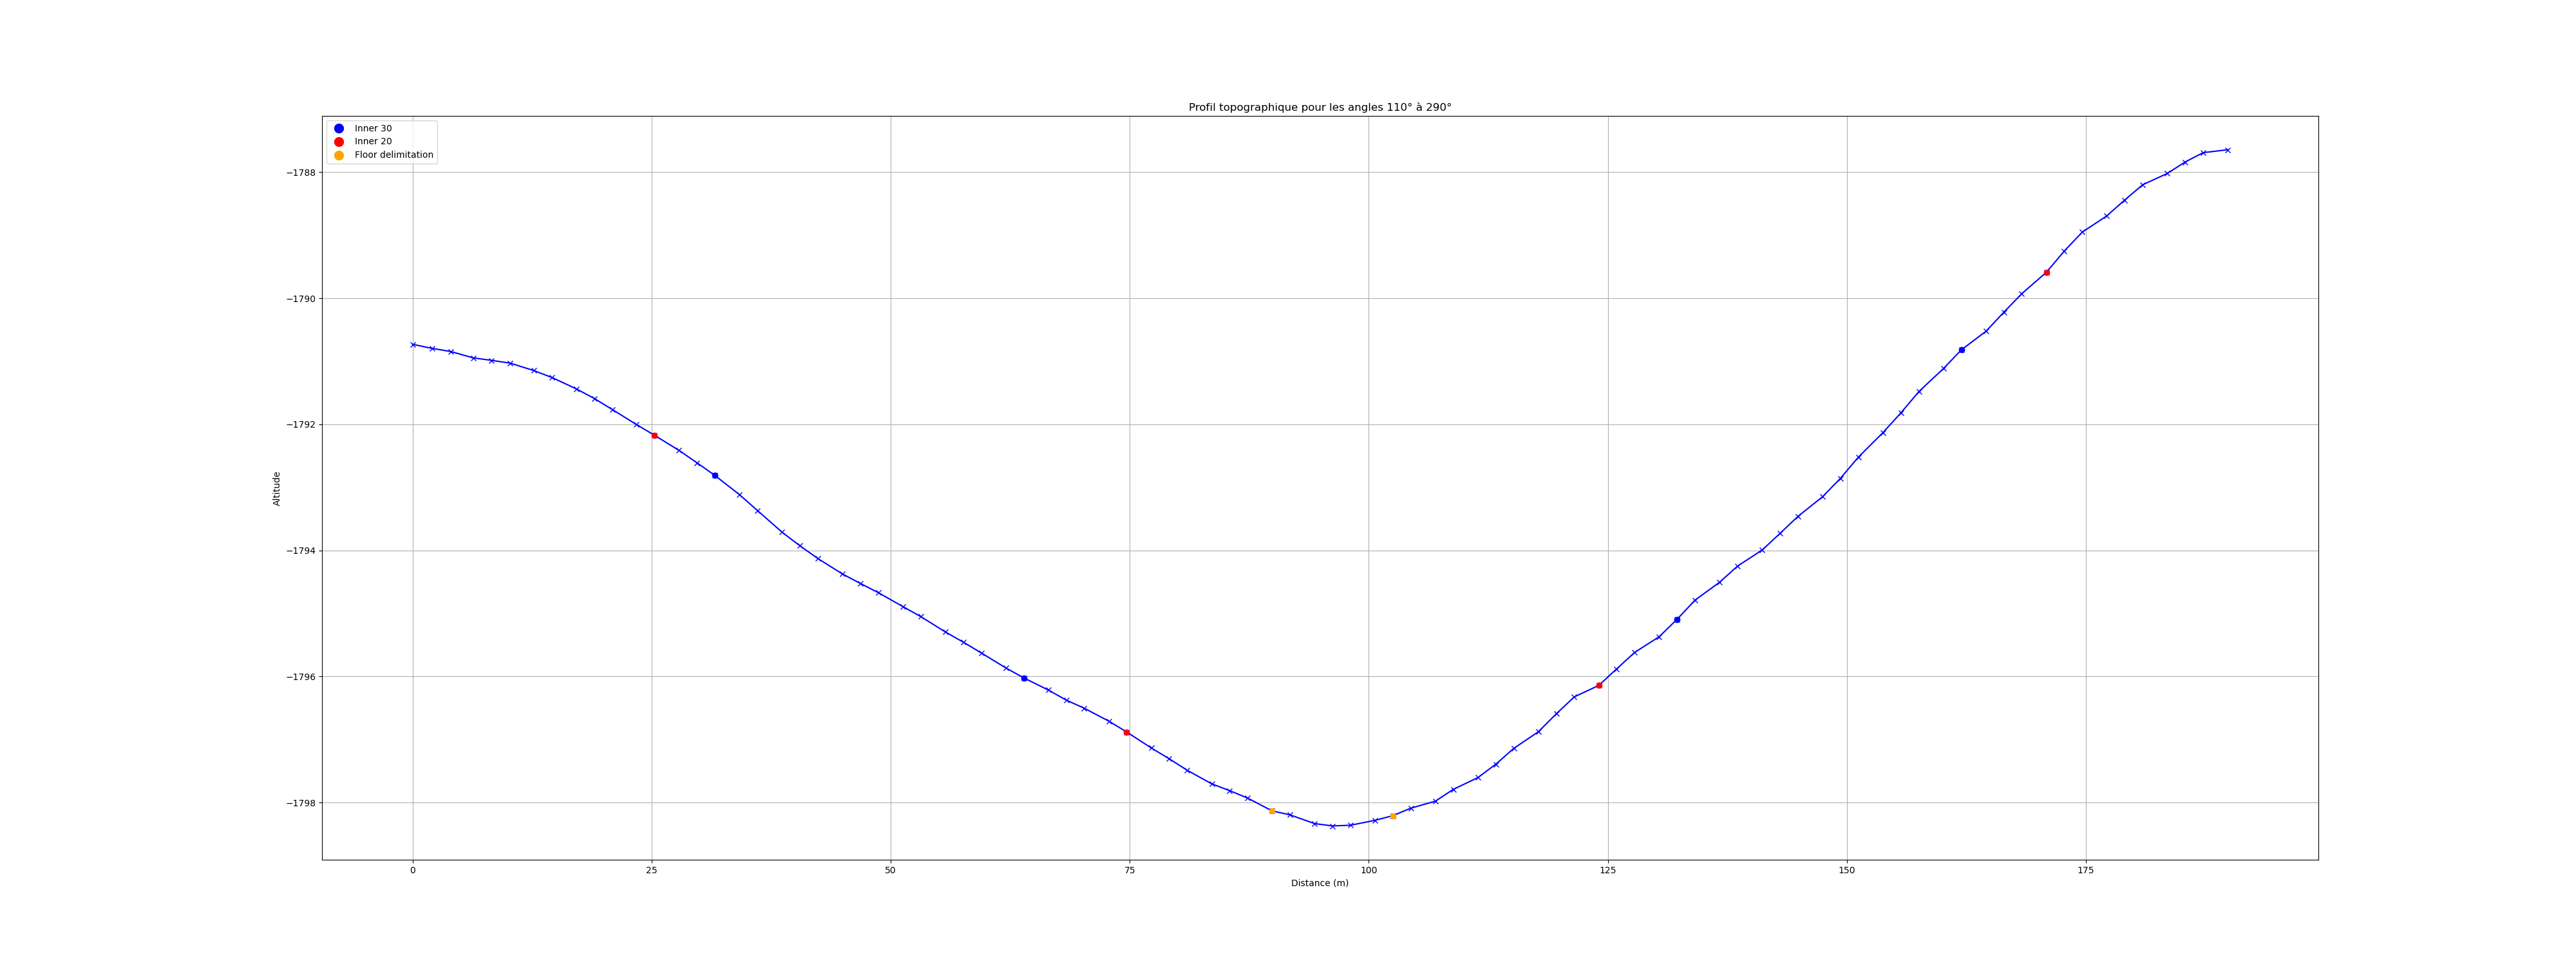 Profil topographique pour les angles 110° à 290°
Inner 30
Inner 20
Floor delimitation
−1788
−1790
−1792
−1794
−1796
−1798
Altitude
0 25 50 75 100 125 150 175
Distance (m)